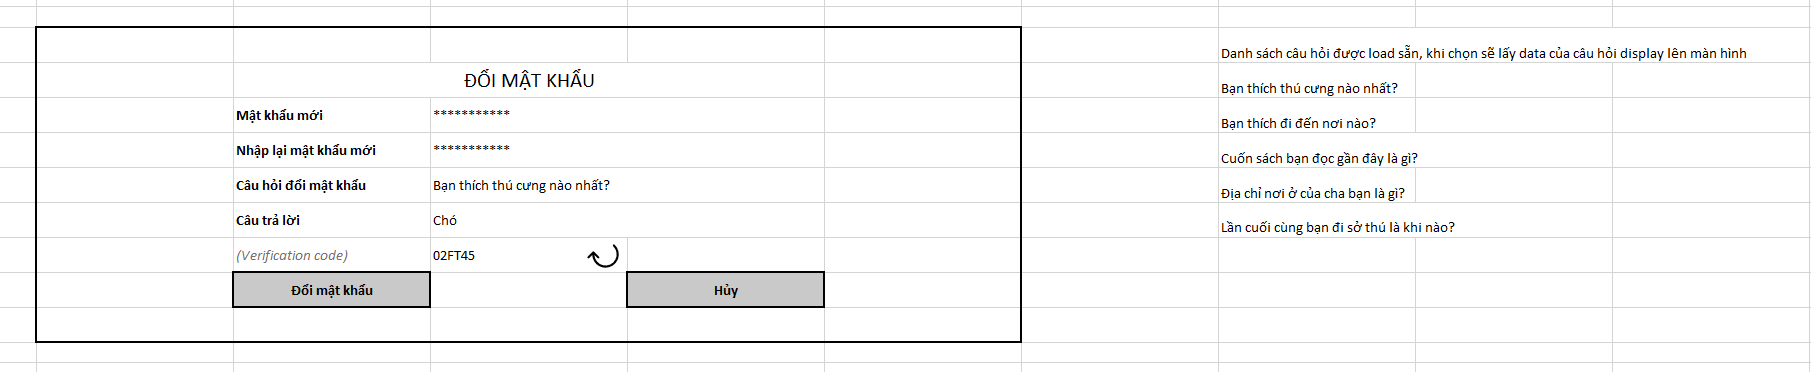 Danh sách câu hỏi được load sẵn, khi chọn sẽ lấy data của câu hỏi display lên màn hình
ĐỔI MẬT KHẨU
Bạn thích thú cưng nào nhất?
Mật khẩu mới ***********
Bạn thích đi đến nơi nào?
Nhập lại mật khẩu mới ***********
Cuốn sách bạn đọc gần đây là gì?
Câu hỏi đổi mật khẩu Bạn thích thú cưng nào nhất?
Địa chỉ nơi ở của cha bạn là gì?
Câu trả lời Chó
Lần cuối cùng bạn đi sở thú là khi nào?
(Verification code) 02FT45
Đổi mật khẩu Hủy